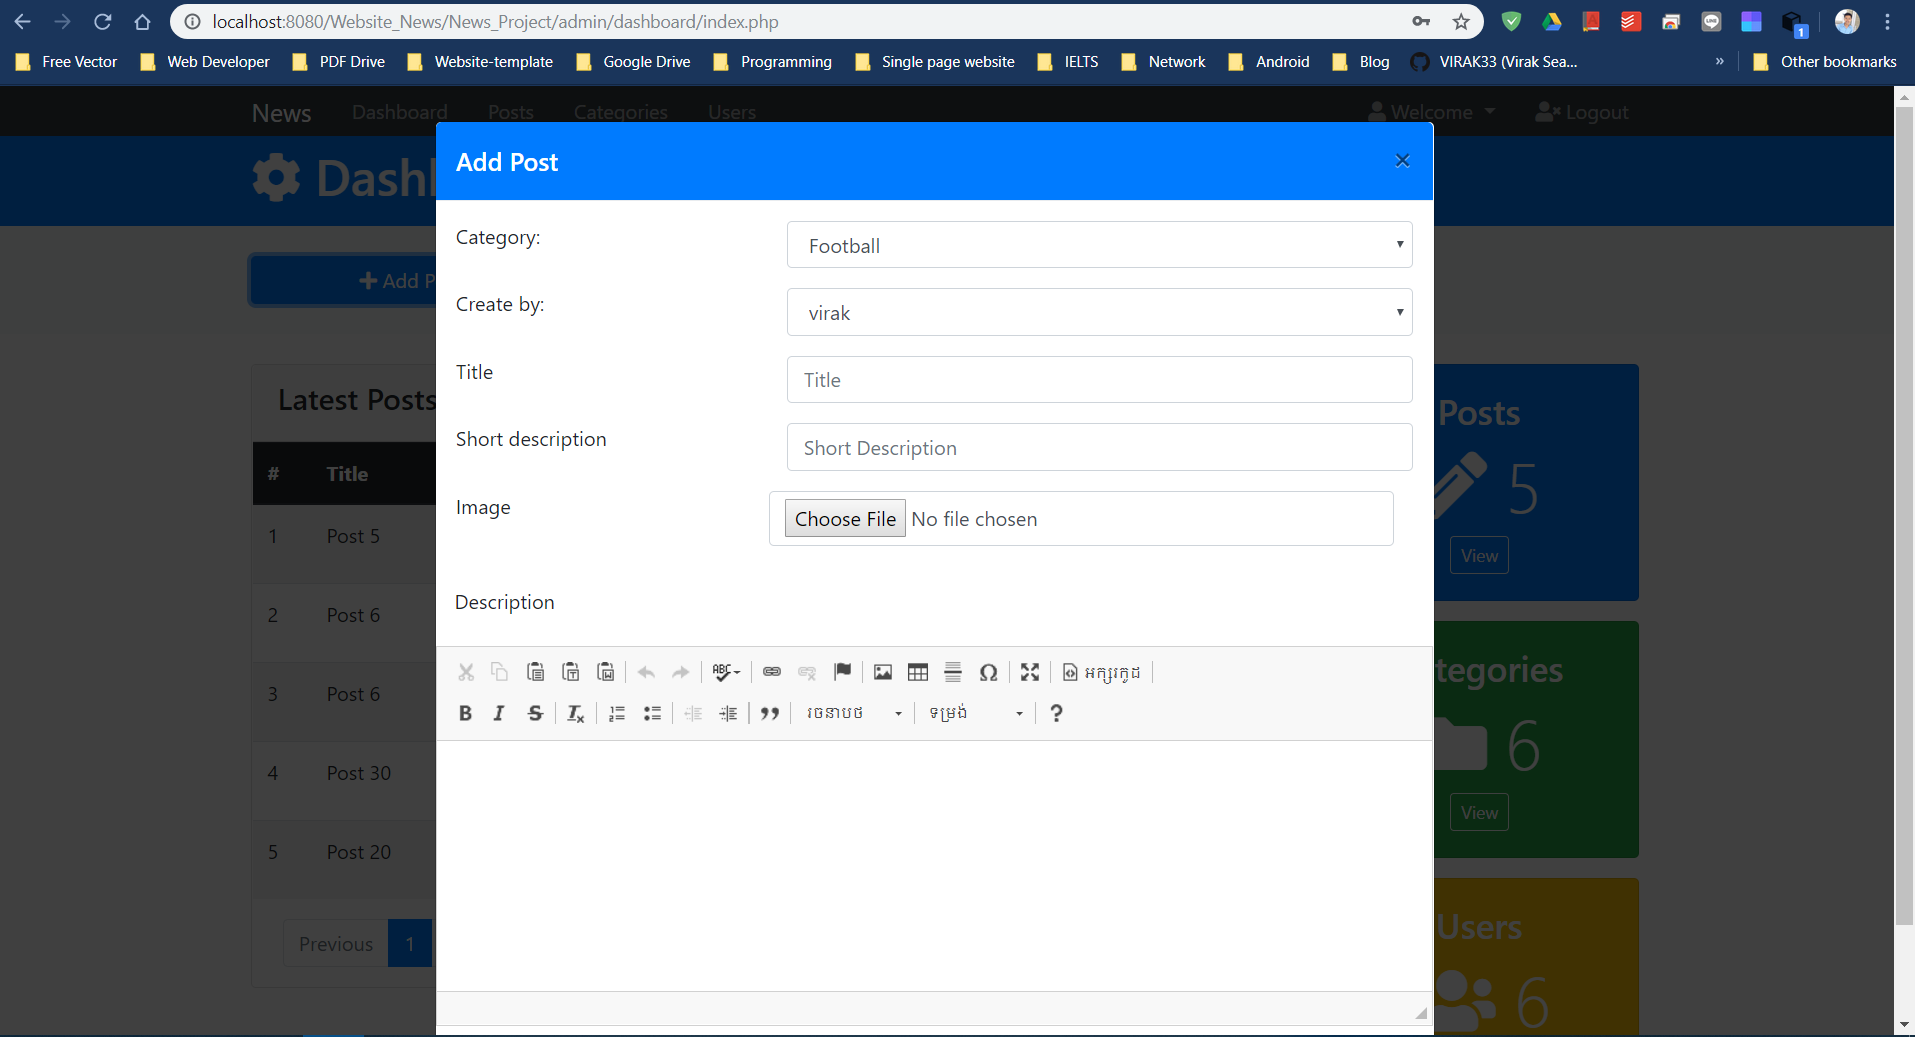 localhost:8080/Website_News/News_Project/admin/dashboard/index.php
1
Free Vector Web Developer PDF Drive Website-template Google Drive Programming Single page website IELTS Network Android Blog VIRAK33 (Virak Sea... » Other bookmarks
News Dashboard Posts Categories Users Welcome Logout
Dashl
Add Post ×
+ Add P
Category: Football
Create by: virak
Title Title
Short description Short Description
Image Choose File No file chosen
Description
ABC អក្សរកូដ
B I S Tx រចនាបថ ទម្រង់ ?
Latest Posts
# Title
1 Post 5
2 Post 6
3 Post 6
4 Post 30
5 Post 20
Previous 1
Posts
5
View
tegories
6
View
Users
6